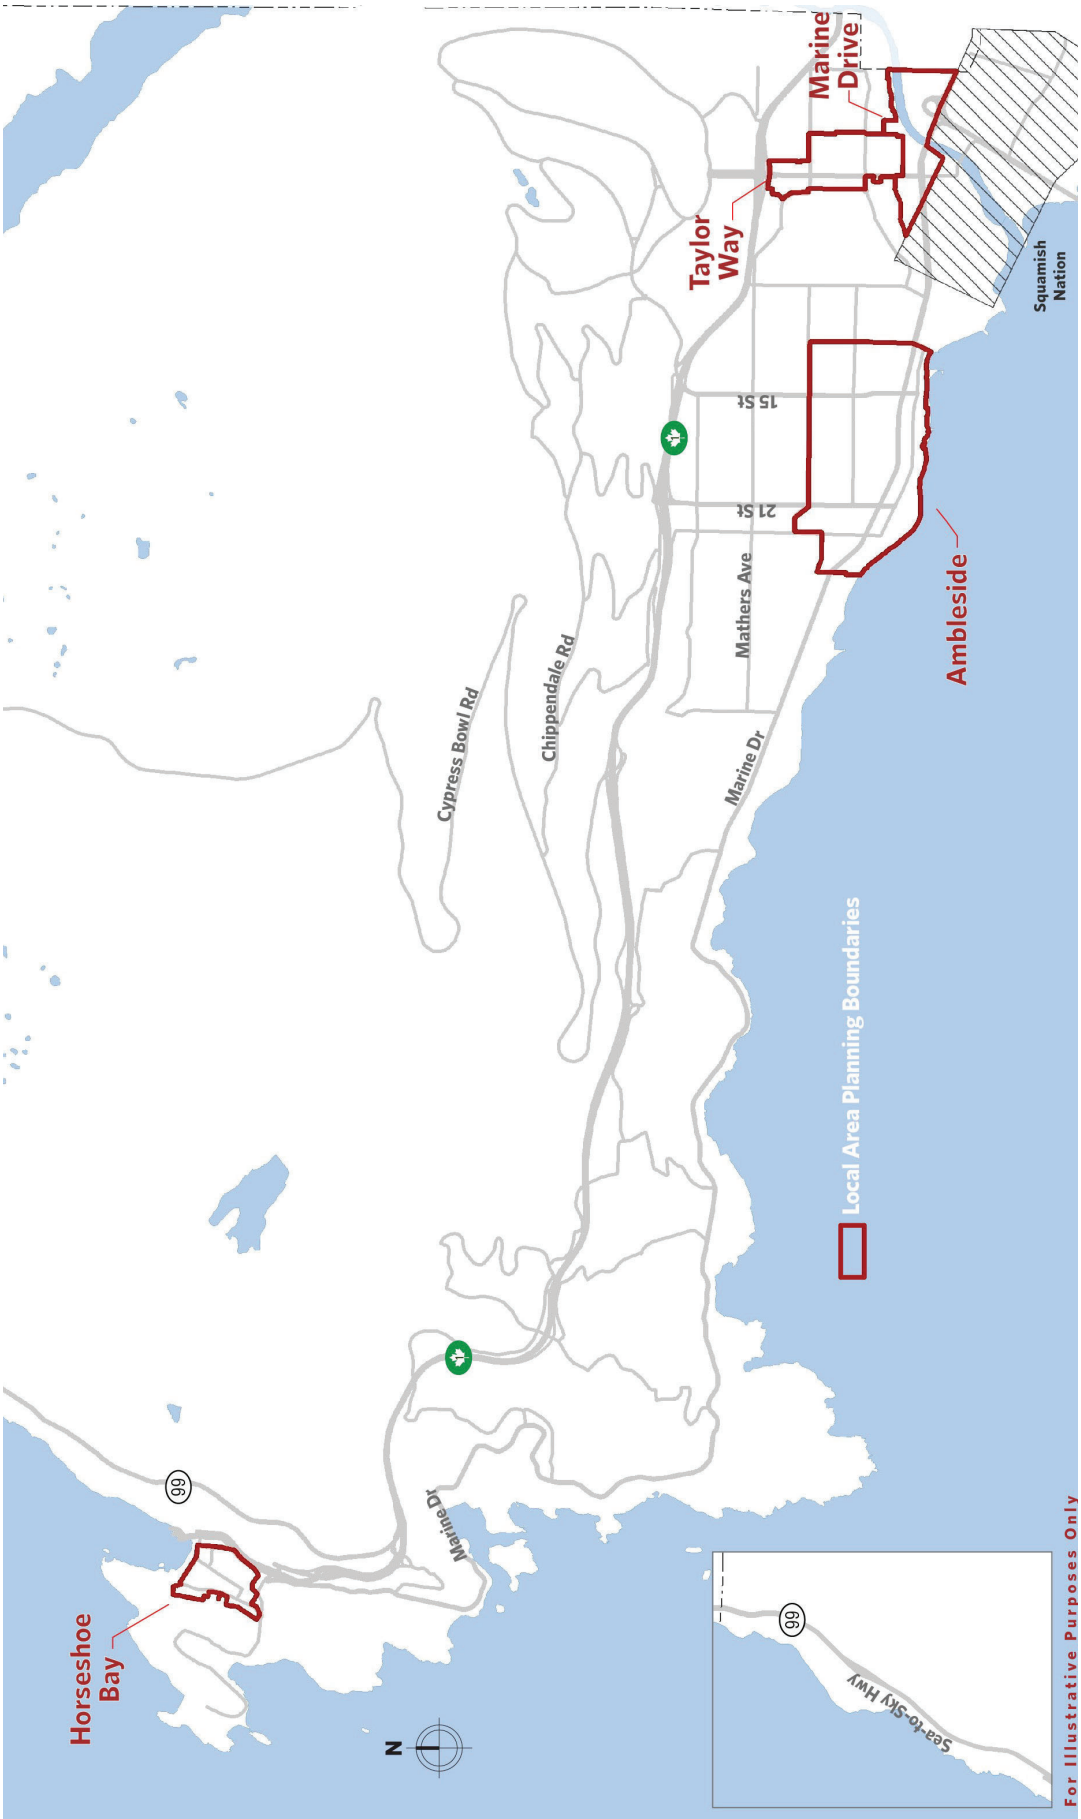 Horseshoe
Bay
99
Marine Dr
1
Cypress Bowl Rd
Chippendale Rd
1
Mathers Ave
Marine Dr
21 St
15 St
Taylor
Way
Marine
Drive
Ambleside
Squamish
Nation
N
Local Area Planning Boundaries
99
Sea-to-Sky Hwy
For Illustrative Purposes Only